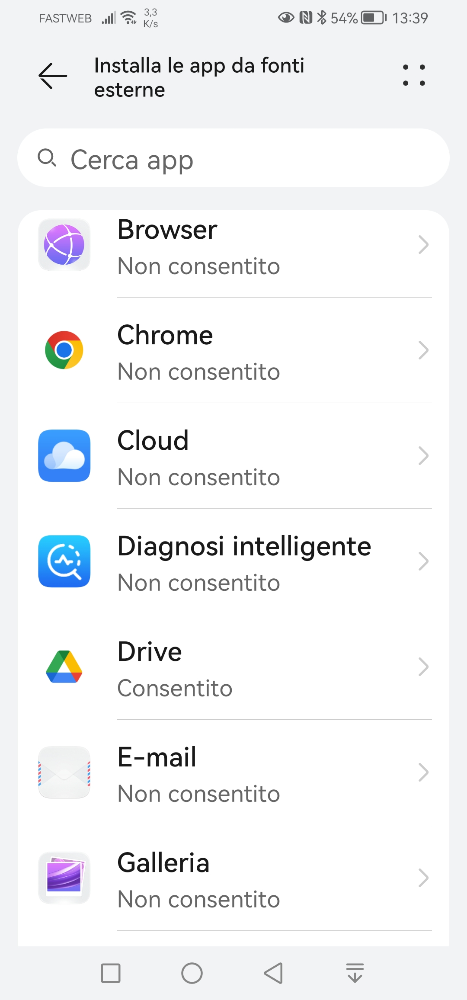 FASTWEB 3,3 K/s 54% 13:39
Installa le app da fonti
esterne
Cerca app
Browser
Non consentito
Chrome
Non consentito
Cloud
Non consentito
Diagnosi intelligente
Non consentito
Drive
Consentito
E-mail
Non consentito
Galleria
Non consentito